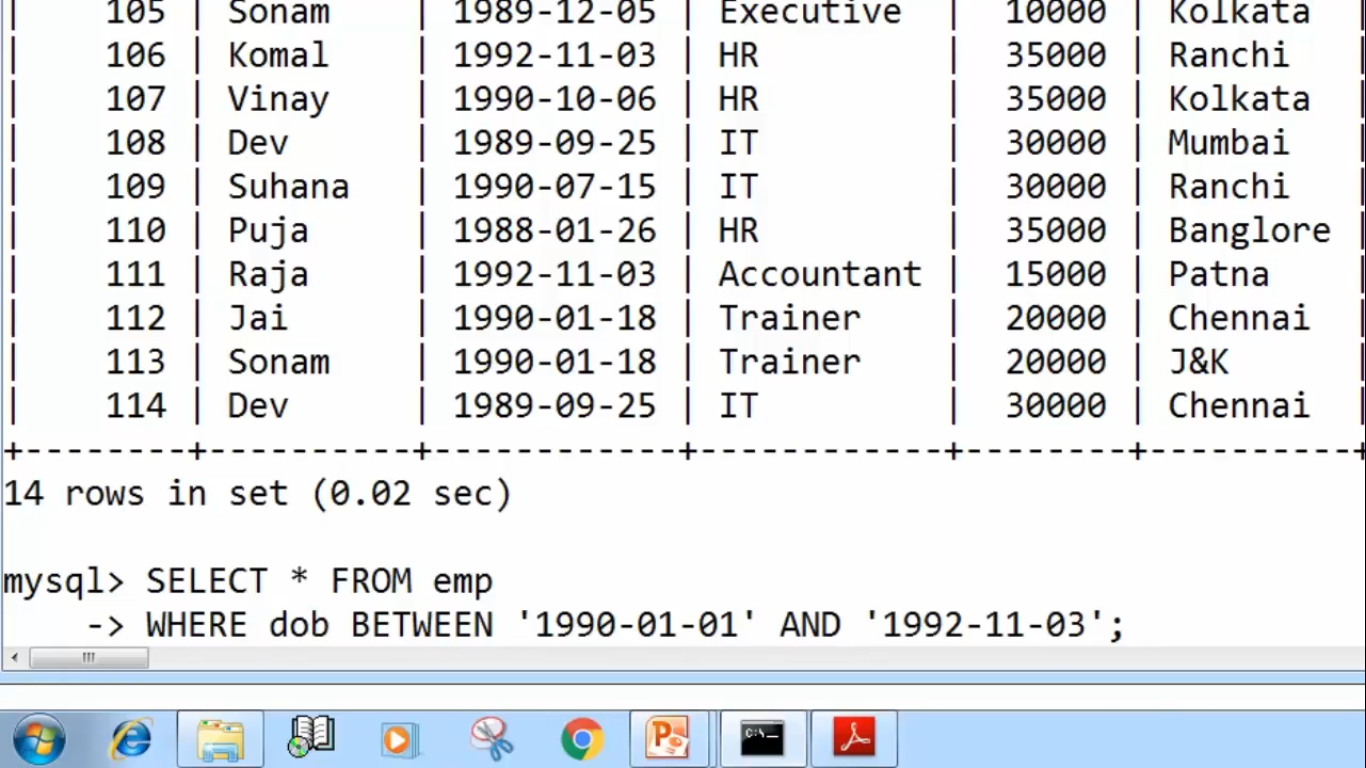 | 105 | Sonam | 1989-12-05 | Executive | 10000 | Kolkata |
| 106 | Komal | 1992-11-03 | HR | 35000 | Ranchi |
| 107 | Vinay | 1990-10-06 | HR | 35000 | Kolkata |
| 108 | Dev | 1989-09-25 | IT | 30000 | Mumbai |
| 109 | Suhana | 1990-07-15 | IT | 30000 | Ranchi |
| 110 | Puja | 1988-01-26 | HR | 35000 | Banglore |
| 111 | Raja | 1992-11-03 | Accountant | 15000 | Patna |
| 112 | Jai | 1990-01-18 | Trainer | 20000 | Chennai |
| 113 | Sonam | 1990-01-18 | Trainer | 20000 | J&K |
| 114 | Dev | 1989-09-25 | IT | 30000 | Chennai |
+--------+----------+------------+------------+--------+----------+
14 rows in set (0.02 sec)
mysql> SELECT * FROM emp
-> WHERE dob BETWEEN '1990-01-01' AND '1992-11-03';